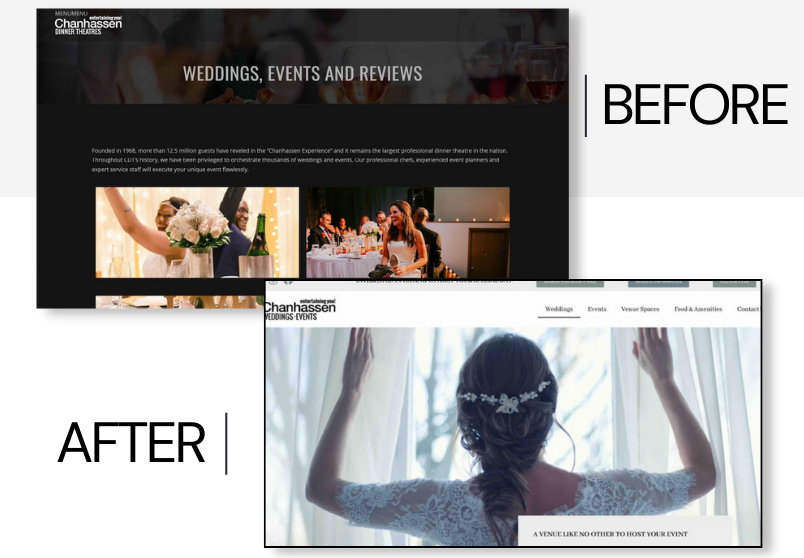 MENUMENU
entertaining you!
Chanhassen
DINNER THEATRES
WEDDINGS, EVENTS AND REVIEWS
BEFORE
Founded in 1968, more than 12.5 million guests have reveled in the "Chanhassen Experience" and it remains the largest professional dinner theatre in the nation.
Throughout CDT's history, we have been privileged to orchestrate thousands of weddings and events. Our professional chefs, experienced event planners and
expert service staff will execute your unique event flawlessly.
entertaining you!
Chanhassen
WEDDINGS·EVENTS
Weddings Events Venue Spaces Food & Amenities Contact
AFTER
A VENUE LIKE NO OTHER TO HOST YOUR EVENT